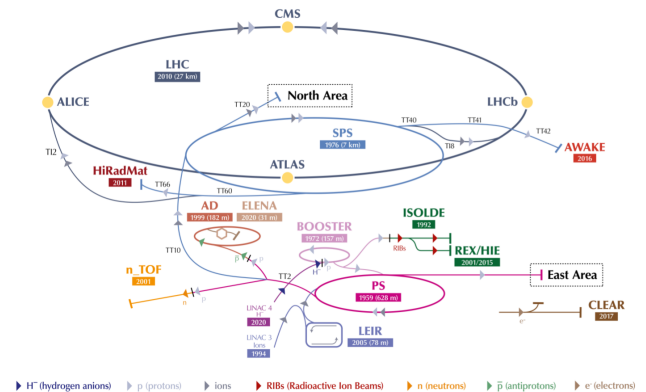 CMS
LHC
2010 (27 km)
North Area
TT20
ALICE
LHCb
SPS
1976 (7 km)
TT40
TT41
TT42
TI8
TI2
AWAKE
2016
ATLAS
HiRadMat
2011
TT66
TT60
AD
1999 (182 m)
ELENA
2020 (31 m)
BOOSTER
1972 (157 m)
ISOLDE
1992
RIBs
REX/HIE
2001/2015
p̅
p
H⁻
p
TT10
TT2
n_TOF
2001
n
p
East Area
PS
1959 (628 m)
LINAC 4
H⁻
2020
LINAC 3
Ions
1994
LEIR
2005 (78 m)
CLEAR
2017
e⁻
H⁻ (hydrogen anions)
p (protons)
ions
RIBs (Radioactive Ion Beams)
n (neutrons)
p̅ (antiprotons)
e⁻ (electrons)